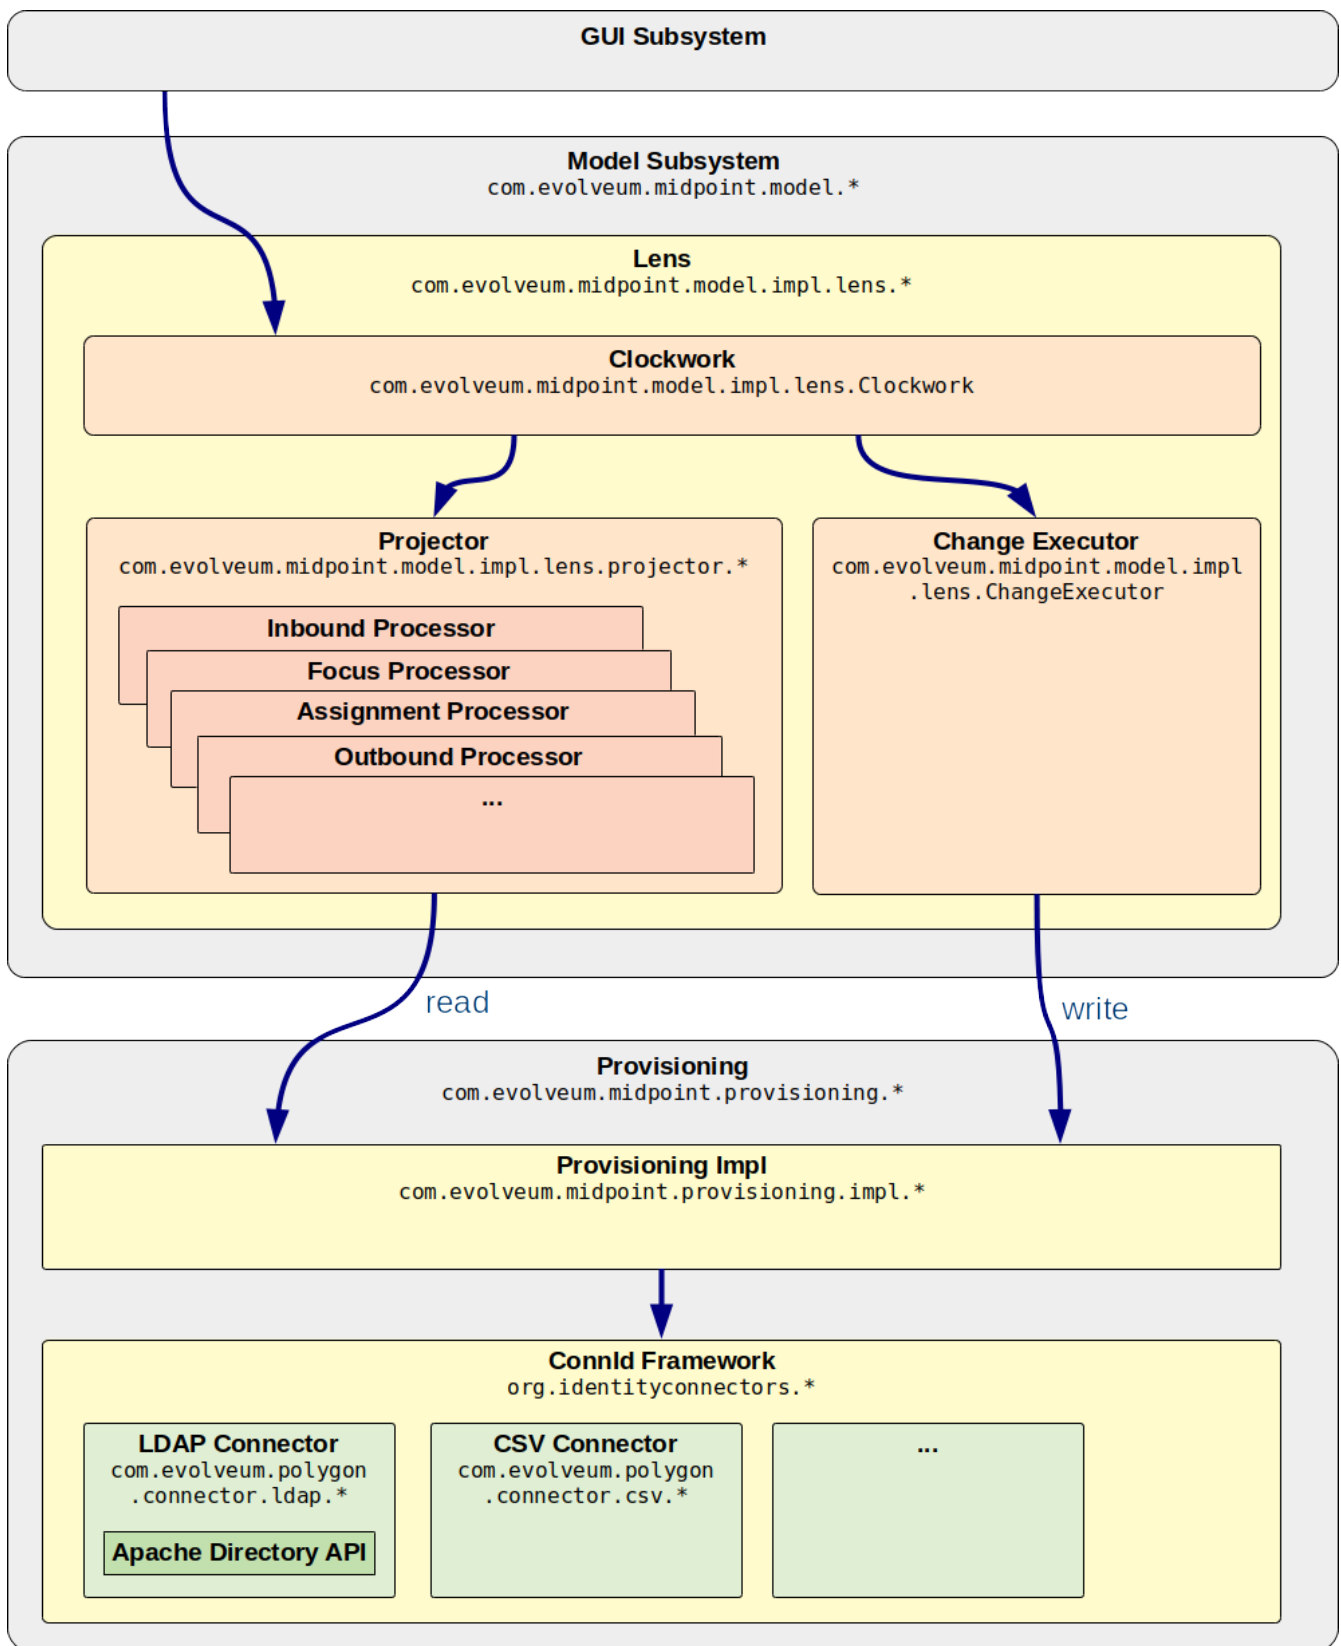 GUI Subsystem
Model Subsystem
com.evolveum.midpoint.model.*
Lens
com.evolveum.midpoint.model.impl.lens.*
Clockwork
com.evolveum.midpoint.model.impl.lens.Clockwork
Projector
com.evolveum.midpoint.model.impl.lens.projector.*
Inbound Processor
Focus Processor
Assignment Processor
Outbound Processor
...
Change Executor
com.evolveum.midpoint.model.impl
.lens.ChangeExecutor
read
write
Provisioning
com.evolveum.midpoint.provisioning.*
Provisioning Impl
com.evolveum.midpoint.provisioning.impl.*
ConnId Framework
org.identityconnectors.*
LDAP Connector
com.evolveum.polygon
.connector.ldap.*
Apache Directory API
CSV Connector
com.evolveum.polygon
.connector.csv.*
...